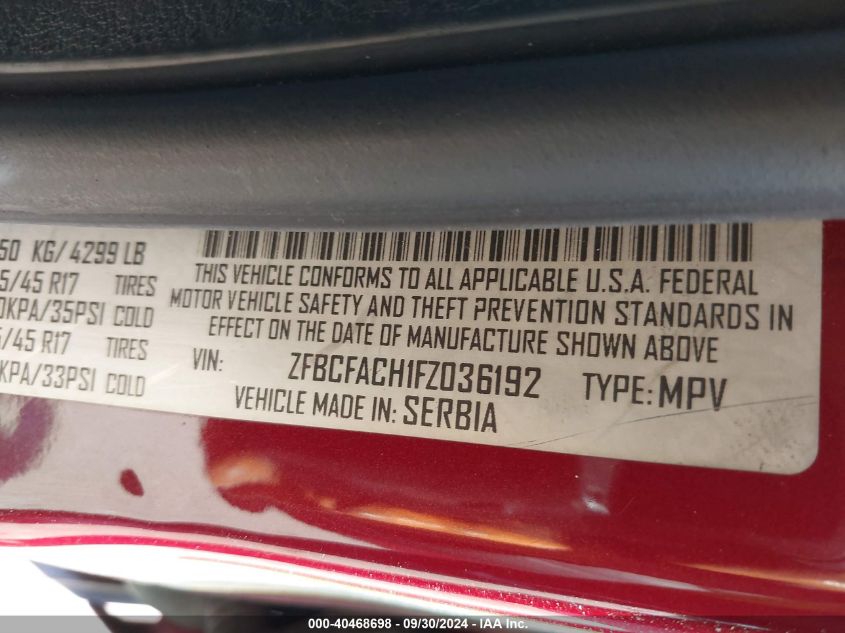 50 KG/4299 LB
5/45 R17 TIRES
0KPA/35PSI COLD
5/45 R17 TIRES
KPA/33PSI COLD
THIS VEHICLE CONFORMS TO ALL APPLICABLE U.S.A. FEDERAL
MOTOR VEHICLE SAFETY AND THEFT PREVENTION STANDARDS IN
EFFECT ON THE DATE OF MANUFACTURE SHOWN ABOVE
VIN: ZFBCFACH1FZ036192 TYPE: MPV
VEHICLE MADE IN: SERBIA
000-40468698 - 09/30/2024 - IAA Inc.